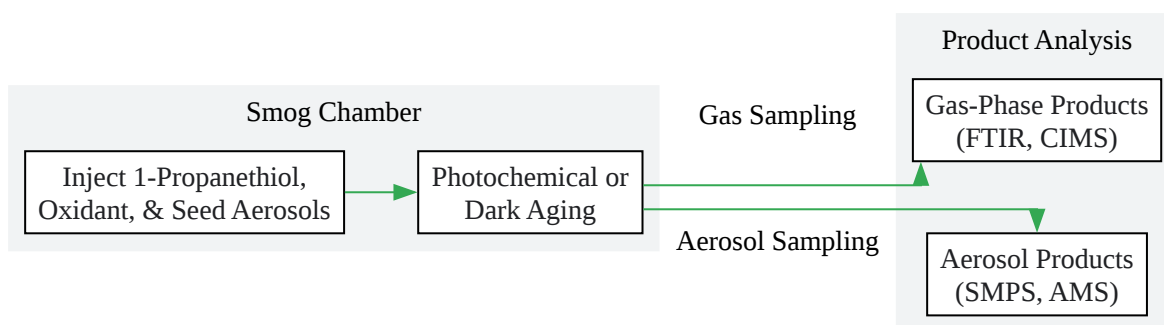 Product Analysis
Smog Chamber
Gas Sampling
Gas-Phase Products
(FTIR, CIMS)
Inject 1-Propanethiol,
Oxidant, & Seed Aerosols
Photochemical or
Dark Aging
Aerosol Sampling
Aerosol Products
(SMPS, AMS)